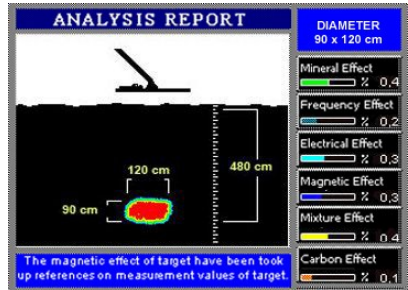 ANALYSIS REPORT
DIAMETER
90 x 120 cm
Mineral Effect
% 0,4
Frequency Effect
% 0,2
Electrical Effect
% 0,3
Magnetic Effect
% 0,3
Mixture Effect
% 0,4
Carbon Effect
% 0,1
120 cm
480 cm
90 cm
The magnetic effect of target have been took
up references on measurement values of target.